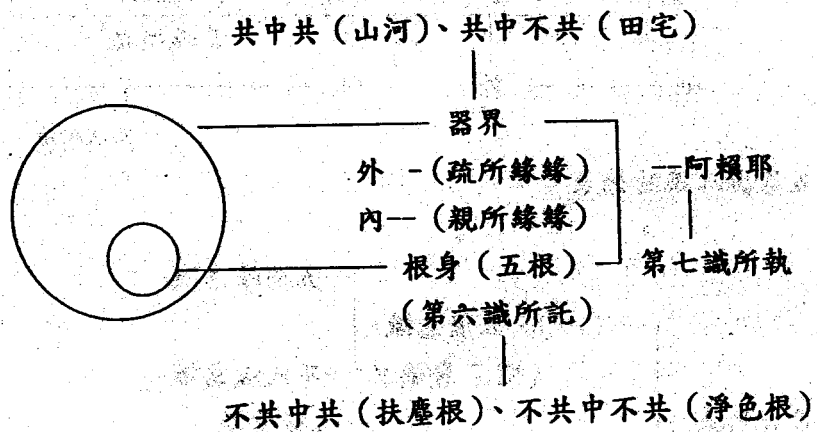 共中共（山河）、共中不共（田宅）
器界
外 -（疏所緣緣）
一阿賴耶
內--（親所緣緣）
根身（五根）
第七識所執
（第六識所託）
不共中共（扶塵根）、不共中不共（淨色根）